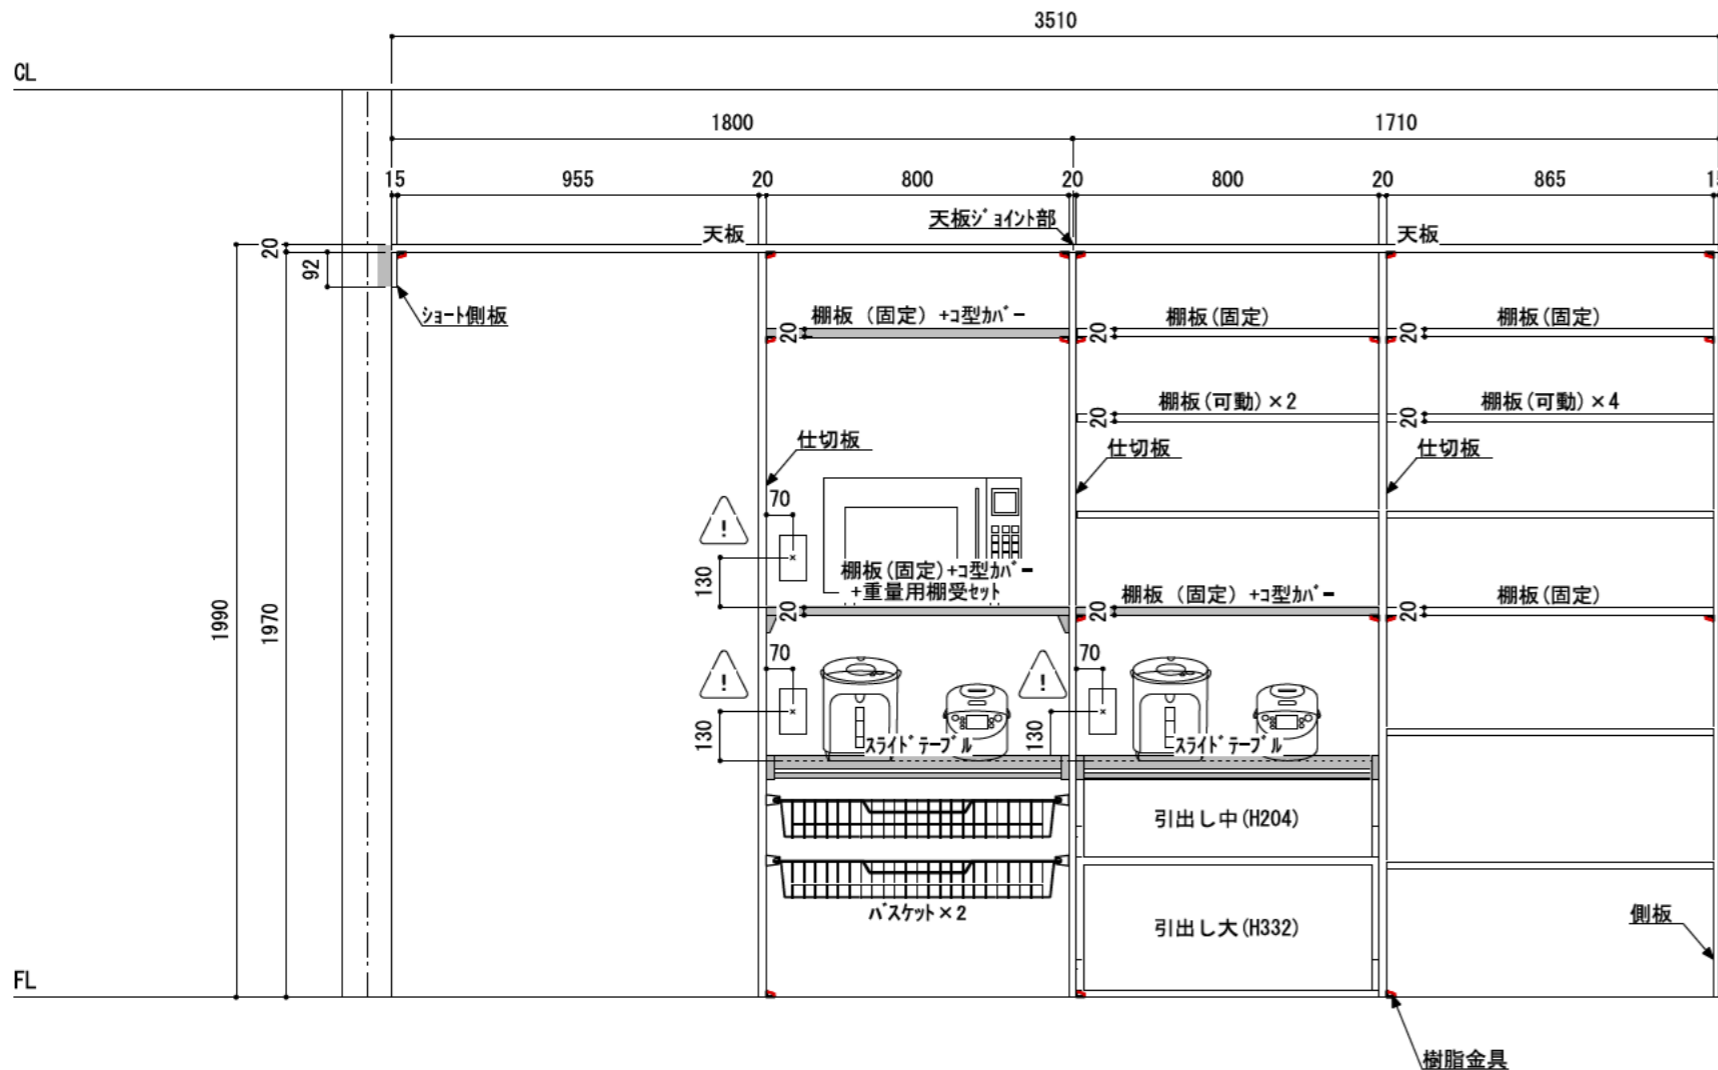 3510
CL
1800
1710
15
955
20
800
20
800
20
865
15
天板ｼﾞｮｲﾝﾄ部
天板
天板
20
92
ｼｮｰﾄ側板
棚板（固定）+ｺ型ｶﾊﾞｰ
棚板(固定)
棚板(固定)
20
20
20
棚板(可動)×2
棚板(可動)×4
20
20
仕切板
仕切板
仕切板
70
!
130
棚板(固定)+ｺ型ｶﾊﾞｰ
+重量用棚受ｾｯﾄ
棚板（固定）+ｺ型ｶﾊﾞｰ
棚板(固定)
20
20
20
1990
1970
70
70
!
!
130
130
ｽﾗｲﾄﾞﾃｰﾌﾞﾙ
ｽﾗｲﾄﾞﾃｰﾌﾞﾙ
引出し中(H204)
ﾊﾞｽｹｯﾄ×2
引出し大(H332)
側板
FL
樹脂金具